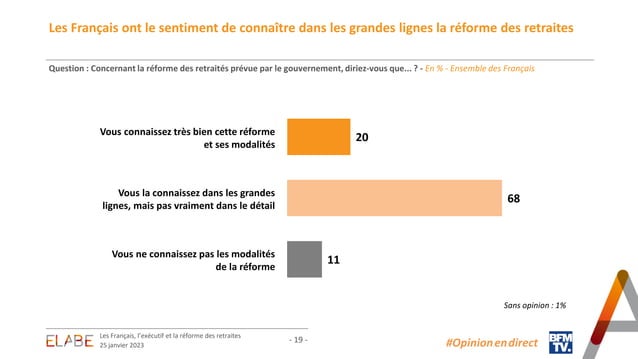 Les Français ont le sentiment de connaître dans les grandes lignes la réforme des retraites
Question : Concernant la réforme des retraités prévue par le gouvernement, diriez-vous que... ? - En % - Ensemble des Français
Vous connaissez très bien cette réforme
et ses modalités
20
Vous la connaissez dans les grandes
lignes, mais pas vraiment dans le détail
68
Vous ne connaissez pas les modalités
de la réforme
11
Sans opinion : 1%
ELABE
Les Français, l'exécutif et la réforme des retraites
25 janvier 2023
- 19 -
#Opinionendirect
BFM
TV.